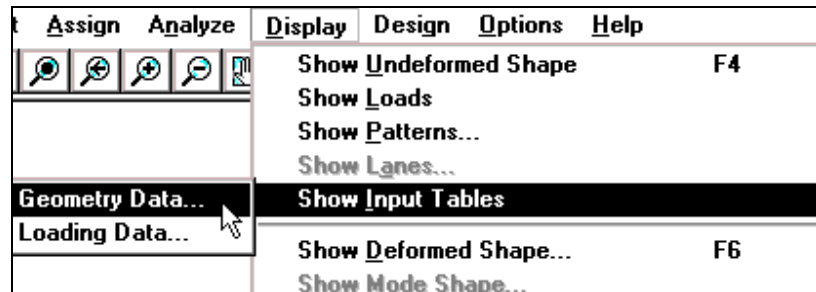 t Assign Analyze Display Design Options Help
Show Undeformed Shape F4
Show Loads
Show Patterns...
Show Lanes...
Geometry Data... Show Input Tables
Loading Data...
Show Deformed Shape... F6
Show Mode Shape...